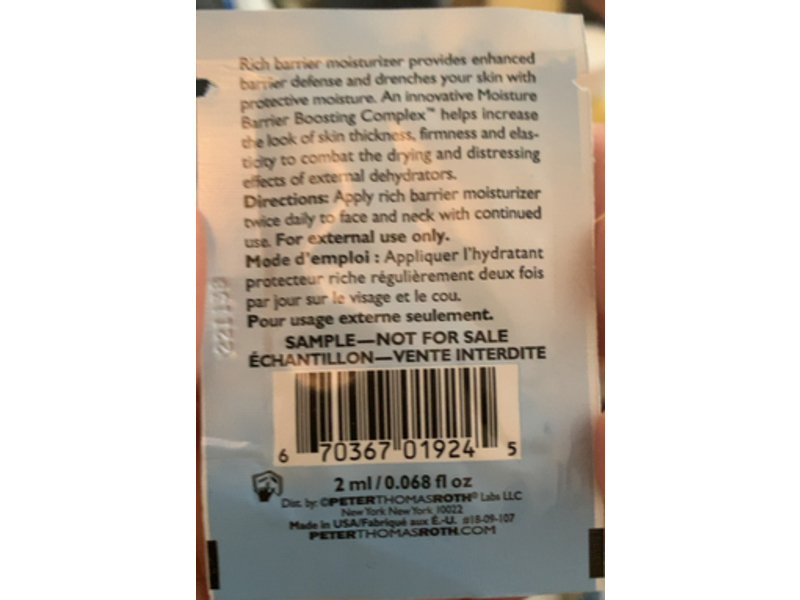 Rich barrier moisturizer provides enhanced
barrier defense and drenches your skin with
protective moisture. An innovative Moisture
Barrier Boosting Complex™ helps increase
the look of skin thickness, firmness and elas-
ticity to combat the drying and distressing
effects of external dehydrators.
Directions: Apply rich barrier moisturizer
twice daily to face and neck with continued
use. For external use only.
Mode d'emploi : Appliquer l'hydratant
protecteur riche régulièrement deux fois
par jour sur le visage et le cou.
Pour usage externe seulement.
SAMPLE—NOT FOR SALE
ÉCHANTILLON—VENTE INTERDITE
6 70367 01924 5
2 ml / 0.068 fl oz
Dist. by: ©PETERTHOMASROTH® Labs LLC
New York New York 10022
Made in USA/Fabriqué aux É.-U. #18-09-107
PETERTHOMASROTH.COM